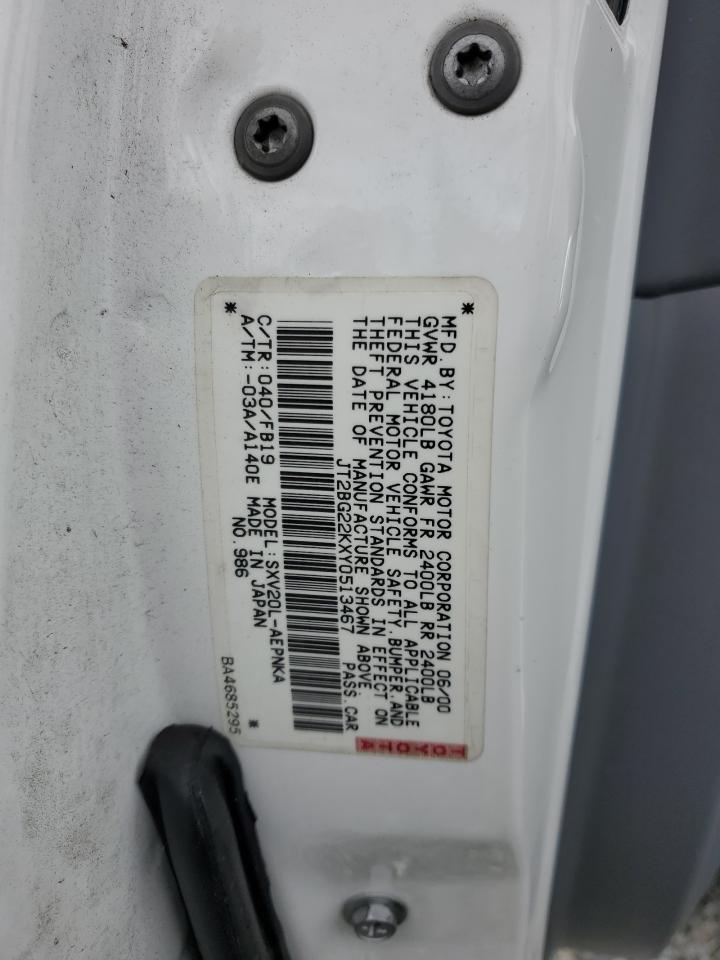 * MFD. BY: TOYOTA MOTOR CORPORATION 06/00
GVWR 4180LB GAWR FR 2400LB RR 2400LB
THIS VEHICLE CONFORMS TO ALL APPLICABLE
FEDERAL MOTOR VEHICLE SAFETY, BUMPER, AND
THEFT PREVENTION STANDARDS IN EFFECT ON
THE DATE OF MANUFACTURE SHOWN ABOVE.
TOYOTA
JT2BG22KXY0513467 PASS. CAR
C/TR: 040/FB19 MODEL: SXV20L-AEPNKA
* A/TM: -03A/A140E MADE IN JAPAN *
NO. 986
BA4685295